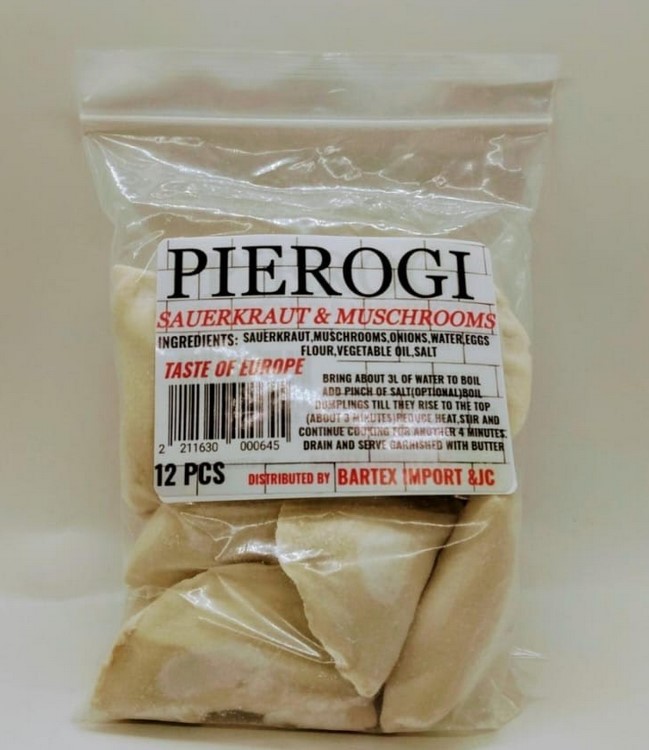 PIEROGI
SAUERKRAUT & MUSCHROOMS
INGREDIENTS: SAUERKRAUT,MUSCHROOMS,ONIONS,WATER,EGGS
FLOUR,VEGETABLE OIL,SALT
TASTE OF EUROPE
BRING ABOUT 3L OF WATER TO BOIL
ADD PINCH OF SALT(OPTIONAL)BOIL
DUMPLINGS TILL THEY RISE TO THE TOP
(ABOUT 3 MINUTES)REDUCE HEAT,STIR AND
CONTINUE COOKING FOR ANOTHER 4 MINUTES.
DRAIN AND SERVE GARNISHED WITH BUTTER
2 211630 000645
12 PCS
DISTRIBUTED BY BARTEX IMPORT &JC